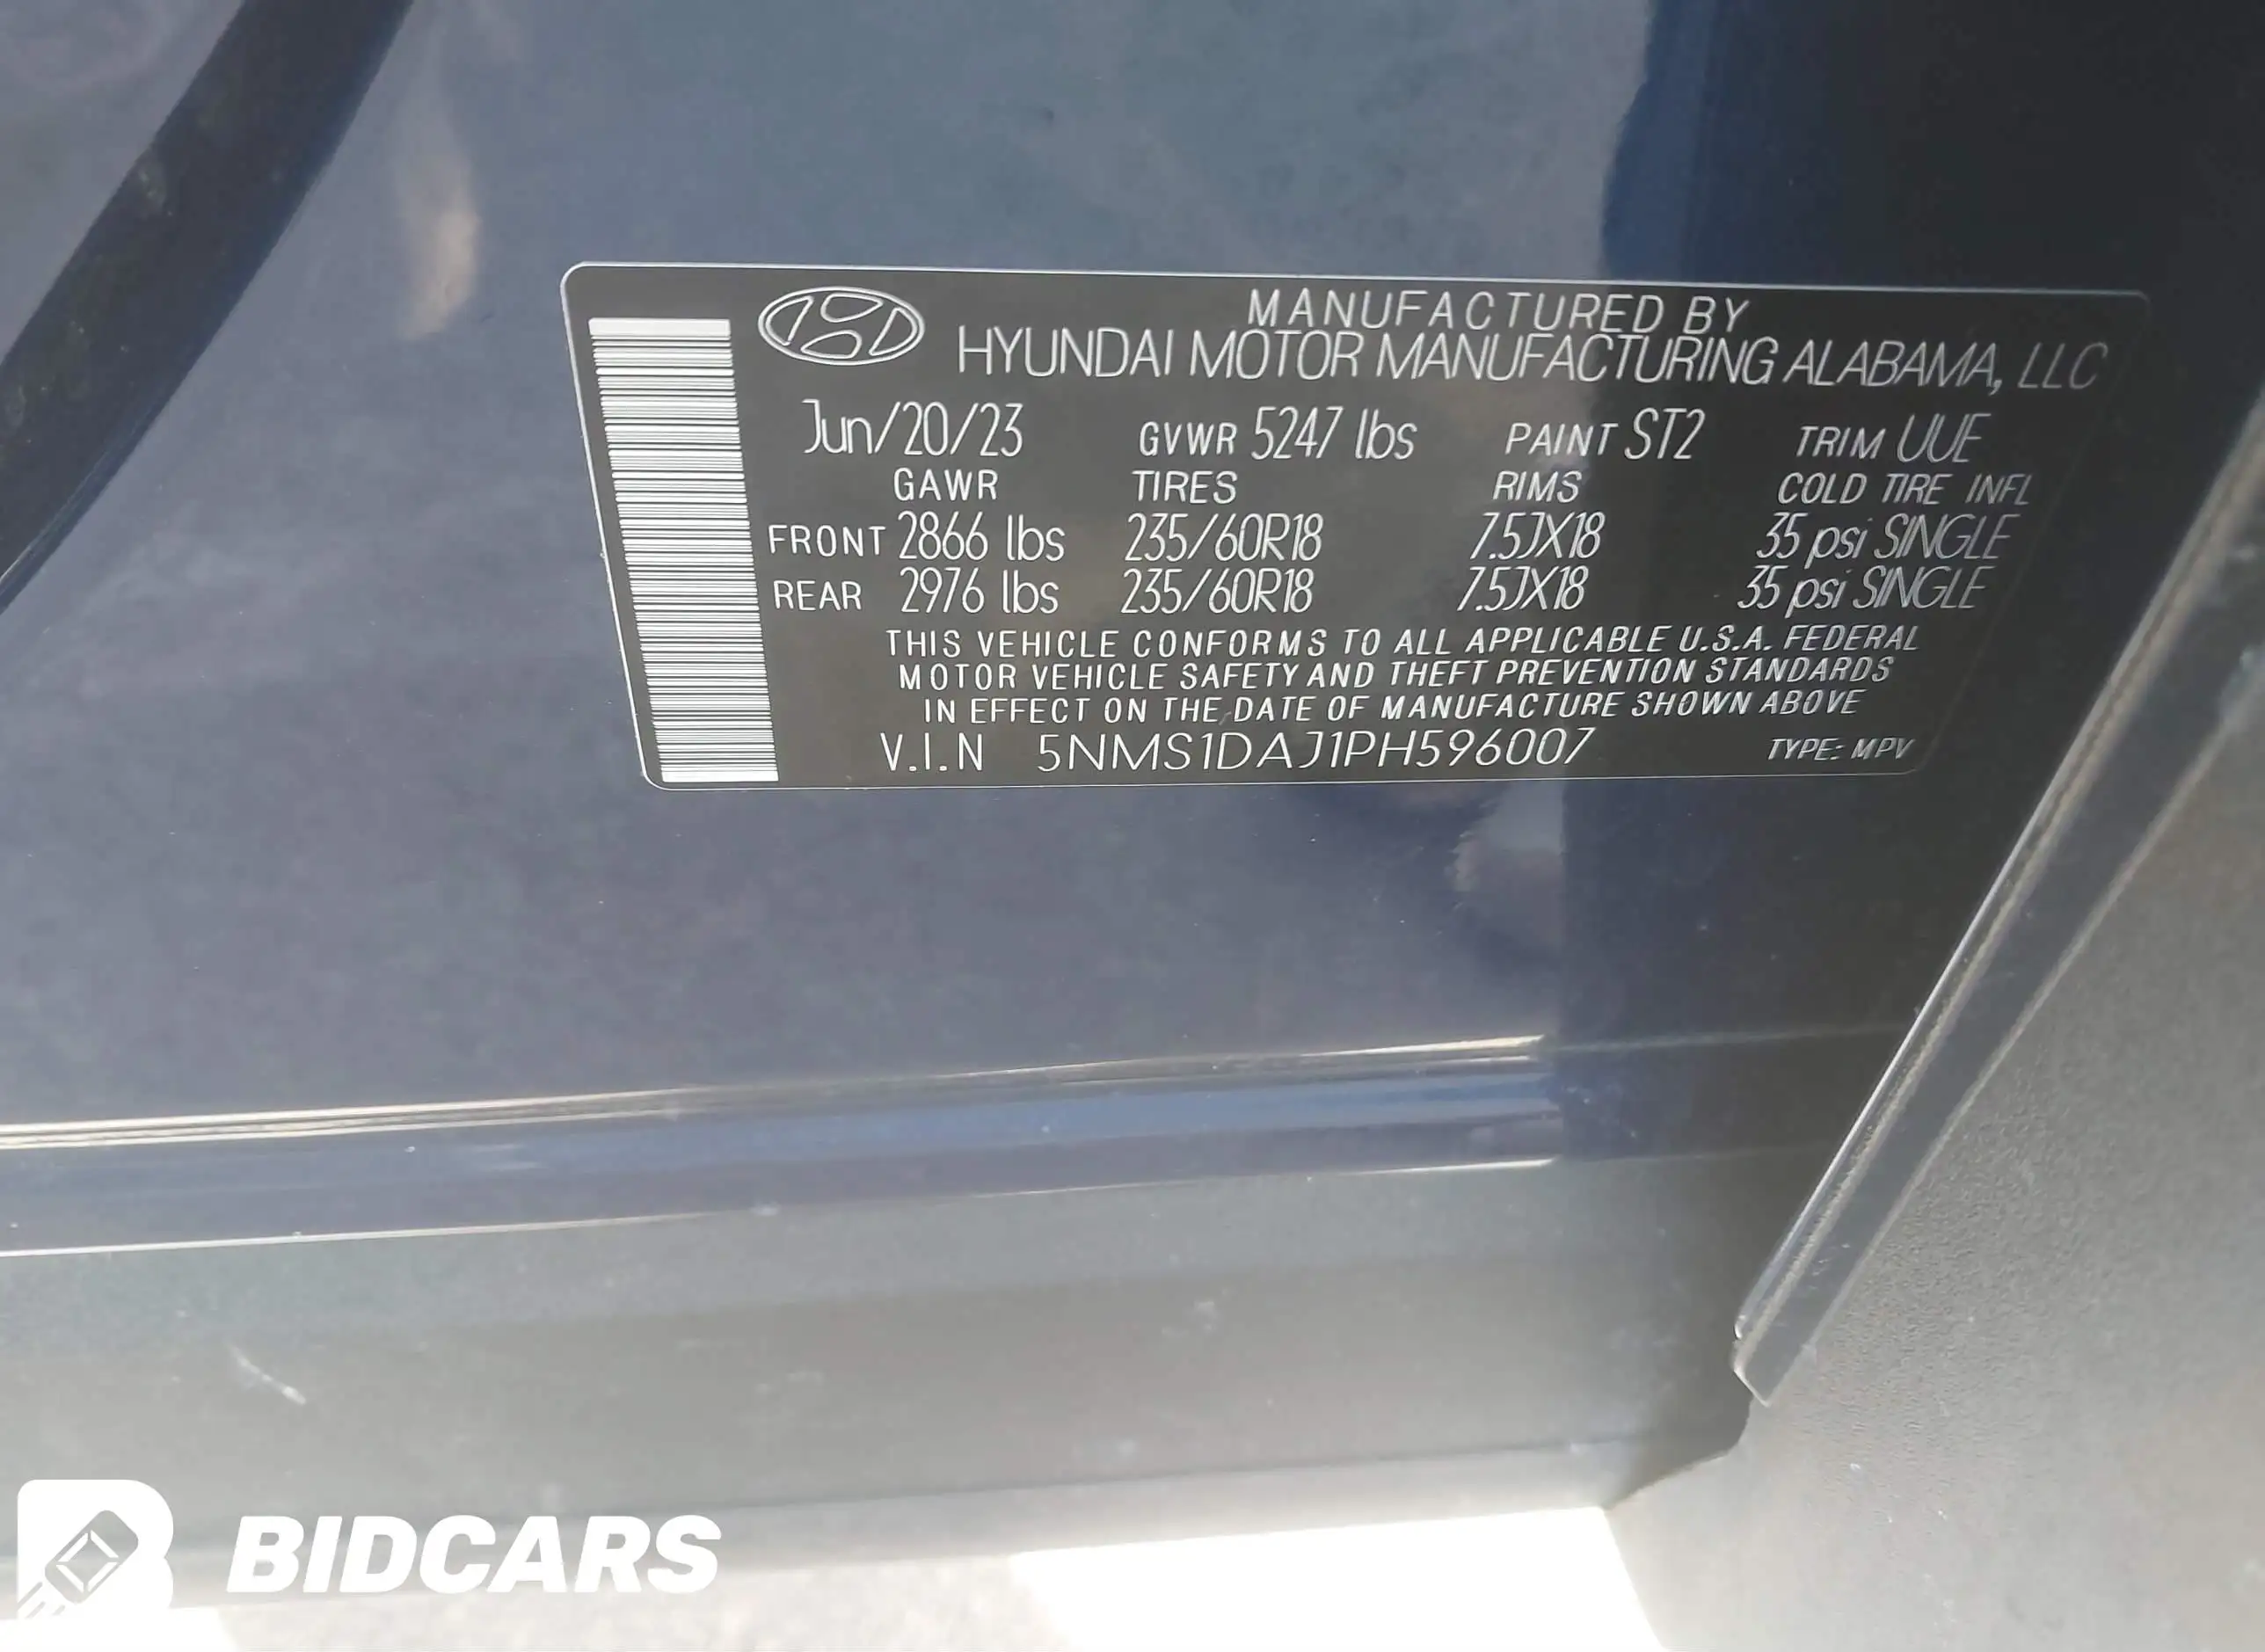 MANUFACTURED BY
HYUNDAI MOTOR MANUFACTURING ALABAMA, LLC
Jun/20/23 GVWR 5247 lbs PAINT ST2 TRIM UUE
GAWR TIRES RIMS COLD TIRE INFL
FRONT 2866 lbs 235/60R18 7.5JX18 35 psi SINGLE
REAR 2976 lbs 235/60R18 7.5JX18 35 psi SINGLE
THIS VEHICLE CONFORMS TO ALL APPLICABLE U.S.A. FEDERAL
MOTOR VEHICLE SAFETY AND THEFT PREVENTION STANDARDS
IN EFFECT ON THE DATE OF MANUFACTURE SHOWN ABOVE
V.I.N 5NMS1DAJ1PH596007 TYPE: MPV
BIDCARS